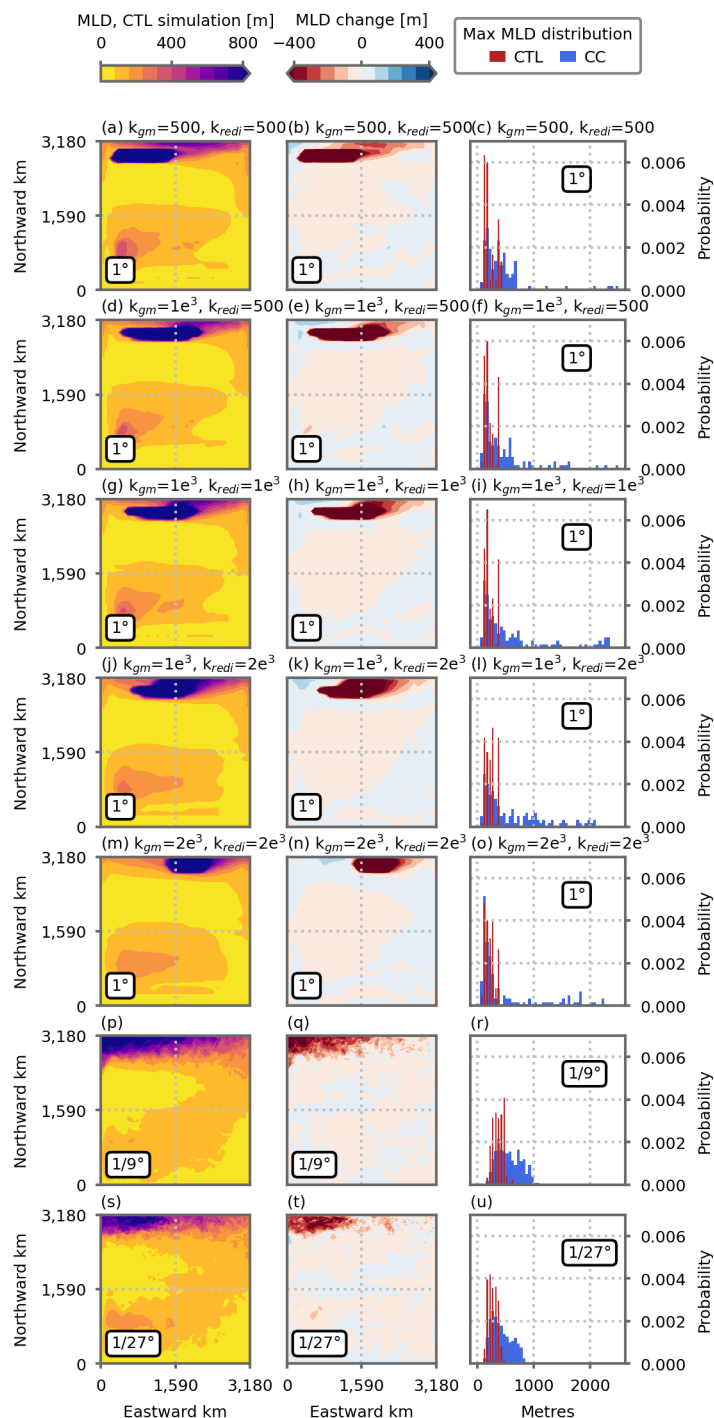 MLD, CTL simulation [m]
MLD change [m]
0 400 800
−400 0 400
Max MLD distribution
CTL CC
(a) k_gm=500, k_redi=500
(b) k_gm=500, k_redi=500
(c) k_gm=500, k_redi=500
Northward km
3,180
1,590
0
1°
1°
1°
0.006
0.004
0.002
0.000
Probability
(d) k_gm=1e³, k_redi=500
(e) k_gm=1e³, k_redi=500
(f) k_gm=1e³, k_redi=500
Northward km
3,180
1,590
0
1°
1°
1°
0.006
0.004
0.002
0.000
Probability
(g) k_gm=1e³, k_redi=1e³
(h) k_gm=1e³, k_redi=1e³
(i) k_gm=1e³, k_redi=1e³
Northward km
3,180
1,590
0
1°
1°
1°
0.006
0.004
0.002
0.000
Probability
(j) k_gm=1e³, k_redi=2e³
(k) k_gm=1e³, k_redi=2e³
(l) k_gm=1e³, k_redi=2e³
Northward km
3,180
1,590
0
1°
1°
1°
0.006
0.004
0.002
0.000
Probability
(m) k_gm=2e³, k_redi=2e³
(n) k_gm=2e³, k_redi=2e³
(o) k_gm=2e³, k_redi=2e³
Northward km
3,180
1,590
0
1°
1°
1°
0.006
0.004
0.002
0.000
Probability
(p)
(q)
(r)
Northward km
3,180
1,590
0
1/9°
1/9°
1/9°
0.006
0.004
0.002
0.000
Probability
(s)
(t)
(u)
Northward km
3,180
1,590
0
1/27°
1/27°
1/27°
0.006
0.004
0.002
0.000
Probability
0 1,590 3,180
0 1,590 3,180
0 1000 2000
Eastward km
Eastward km
Metres